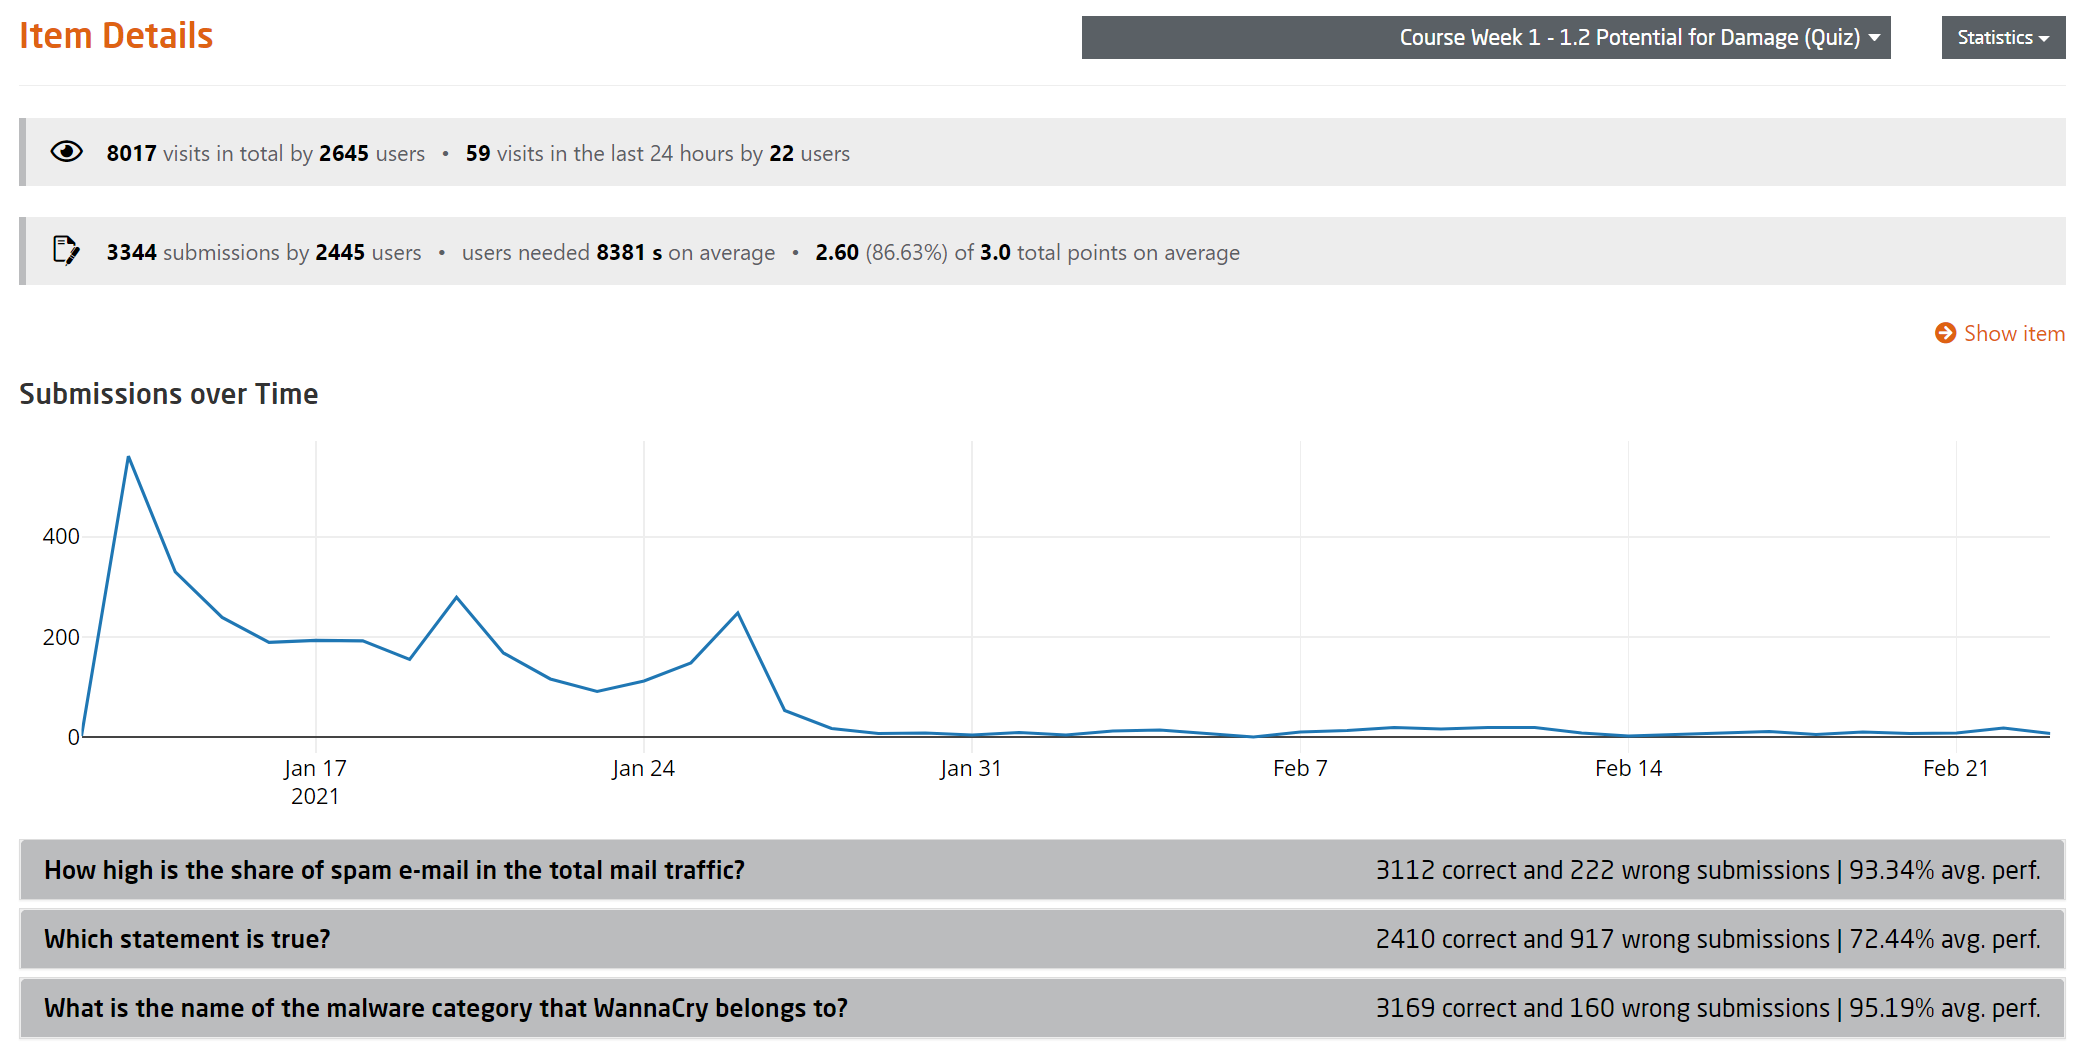 Item Details
Course Week 1 - 1.2 Potential for Damage (Quiz)
Statistics
8017 visits in total by 2645 users • 59 visits in the last 24 hours by 22 users
3344 submissions by 2445 users • users needed 8381 s on average • 2.60 (86.63%) of 3.0 total points on average
Show item
Submissions over Time
400
200
0
Jan 17
2021
Jan 24
Jan 31
Feb 7
Feb 14
Feb 21
How high is the share of spam e-mail in the total mail traffic?
3112 correct and 222 wrong submissions | 93.34% avg. perf.
Which statement is true?
2410 correct and 917 wrong submissions | 72.44% avg. perf.
What is the name of the malware category that WannaCry belongs to?
3169 correct and 160 wrong submissions | 95.19% avg. perf.